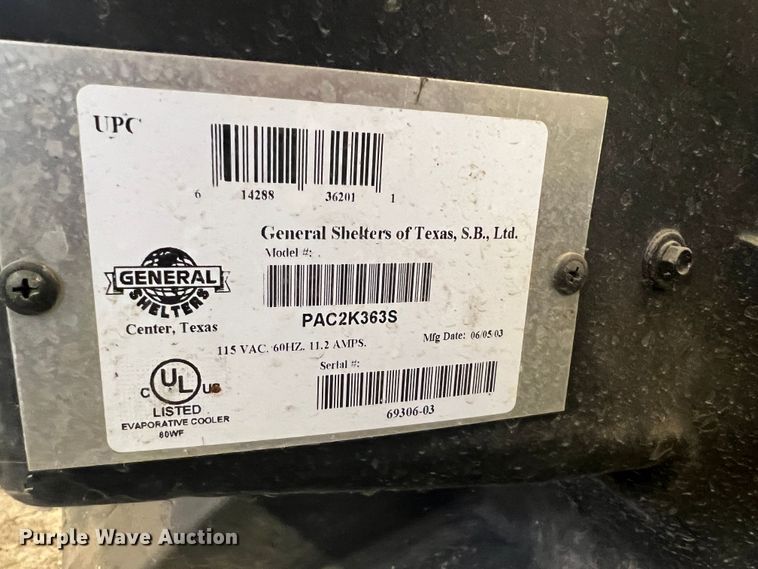 UPC
6 14288 36201 1
General Shelters of Texas, S.B., Ltd.
Model #:
GENERAL
SHELTERS
PAC2K363S
Center, Texas
115 VAC, 60HZ, 11.2 AMPS.
Mfg Date: 06/05/03
Serial #:
C UL US
LISTED
EVAPORATIVE COOLER
60WF
69306-03
Purple Wave Auction